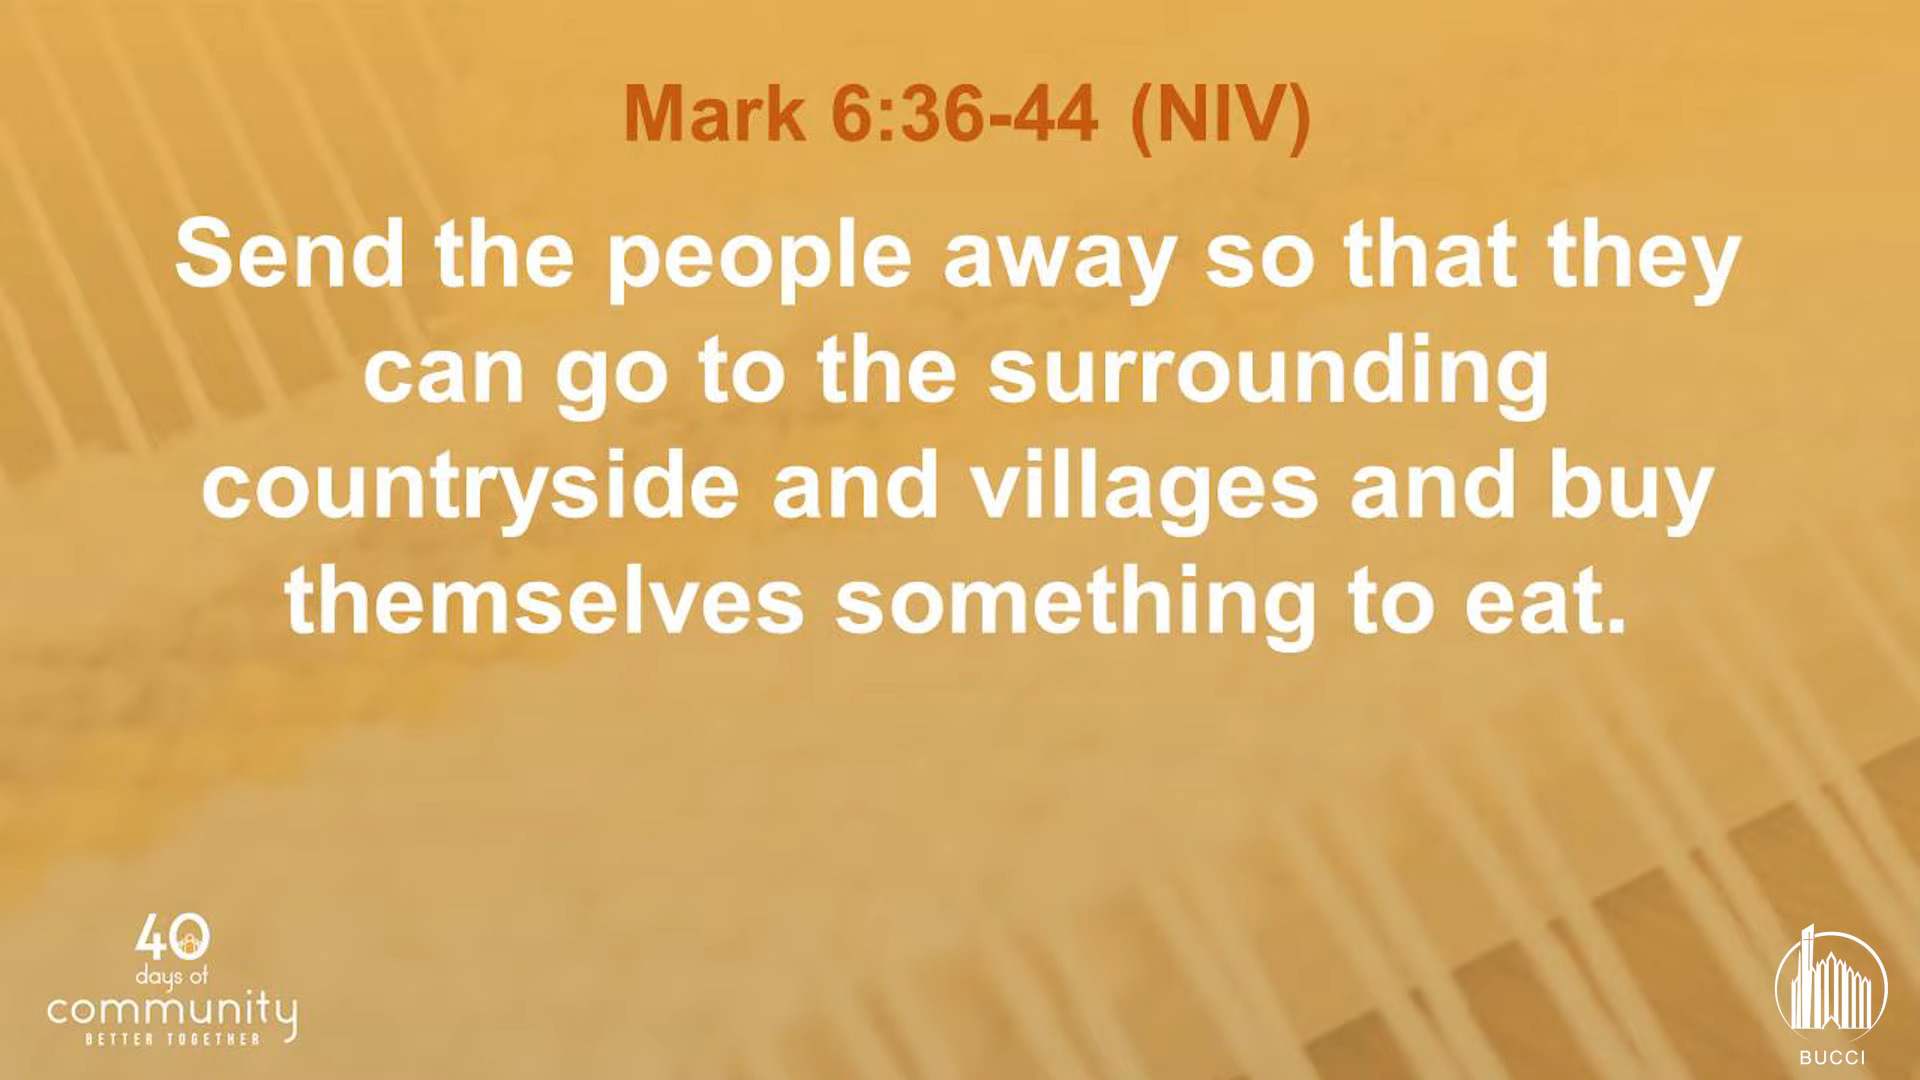 Mark 6:36-44 (NIV)
Send the people away so that they
can go to the surrounding
countryside and villages and buy
themselves something to eat.
40
days of
community
BETTER TOGETHER
BUCCI